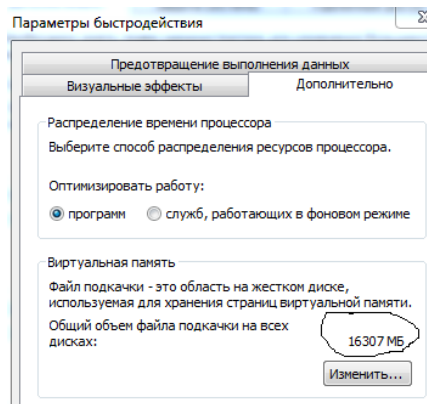 Параметры быстродействия
Предотвращение выполнения данных
Визуальные эффекты
Дополнительно
Распределение времени процессора
Выберите способ распределения ресурсов процессора.
Оптимизировать работу:
программ
служб, работающих в фоновом режиме
Виртуальная память
Файл подкачки - это область на жестком диске,
используемая для хранения страниц виртуальной памяти.
Общий объем файла подкачки на всех
дисках:
16307 МБ
Изменить...